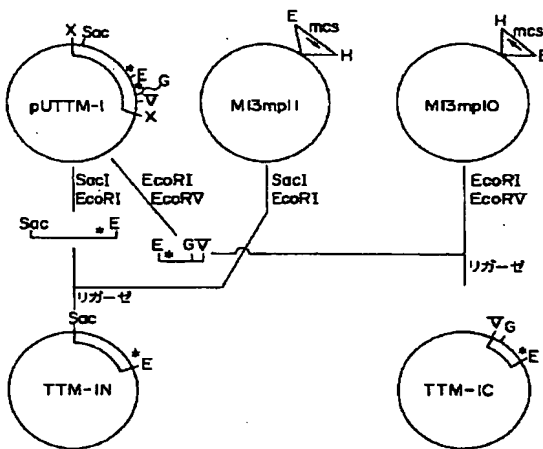 X Sac
* E
* G
V
X
pUTTM-1
E mcs
H
M13mp11
H
E
M13mp10
SacI
EcoRI
EcoRI
EcoRV
SacI
EcoRI
EcoRI
EcoRV
Sac * E
E * G V
リガーゼ
リガーゼ
Sac
* E
TTM-1N
V G
* E
TTM-1C